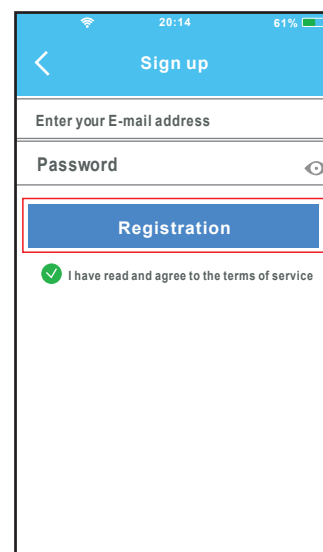 20:14 61%
Sign up
Enter your E-mail address
Password
Registration
I have read and agree to the terms of service